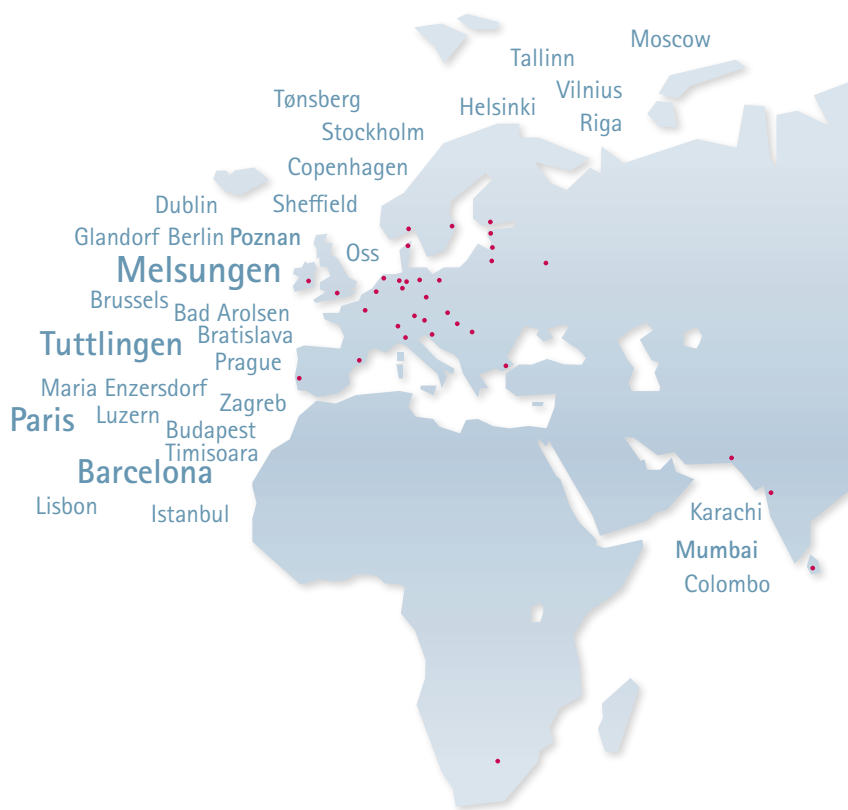 Moscow
Tallinn
Vilnius
Tønsberg
Helsinki
Riga
Stockholm
Copenhagen
Dublin
Sheffield
Glandorf Berlin Poznan
Oss
Melsungen
Brussels
Bad Arolsen
Tuttlingen
Bratislava
Prague
Maria Enzersdorf
Zagreb
Paris
Luzern
Budapest
Timisoara
Barcelona
Lisbon
Istanbul
Karachi
Mumbai
Colombo